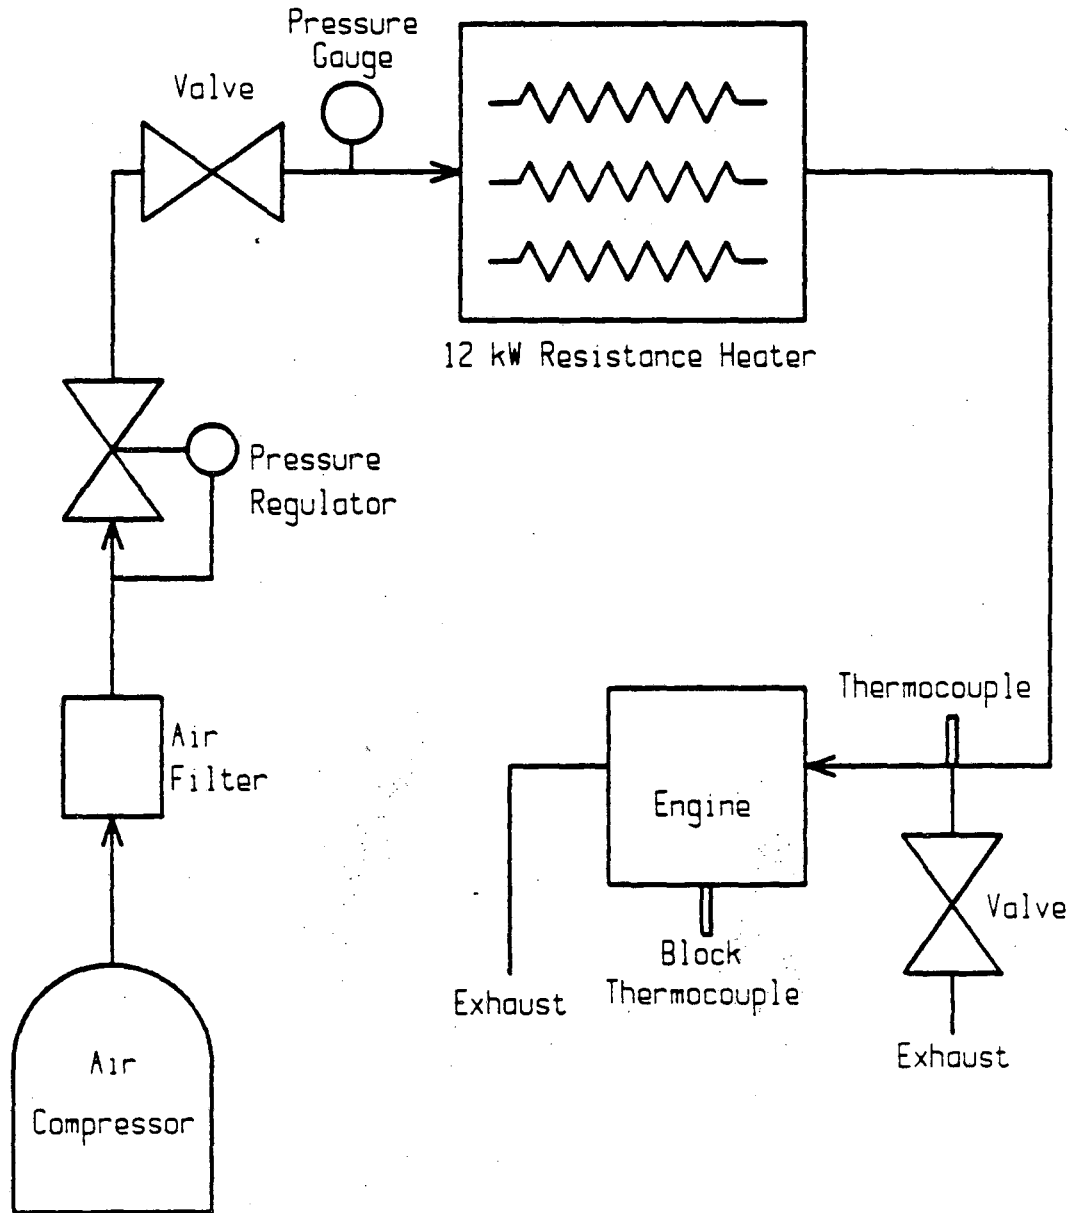 Pressure
Gauge
Valve
12 kW Resistance Heater
Pressure
Regulator
Thermocouple
Air
Filter
Engine
Valve
Block
Thermocouple
Exhaust
Exhaust
Air
Compressor